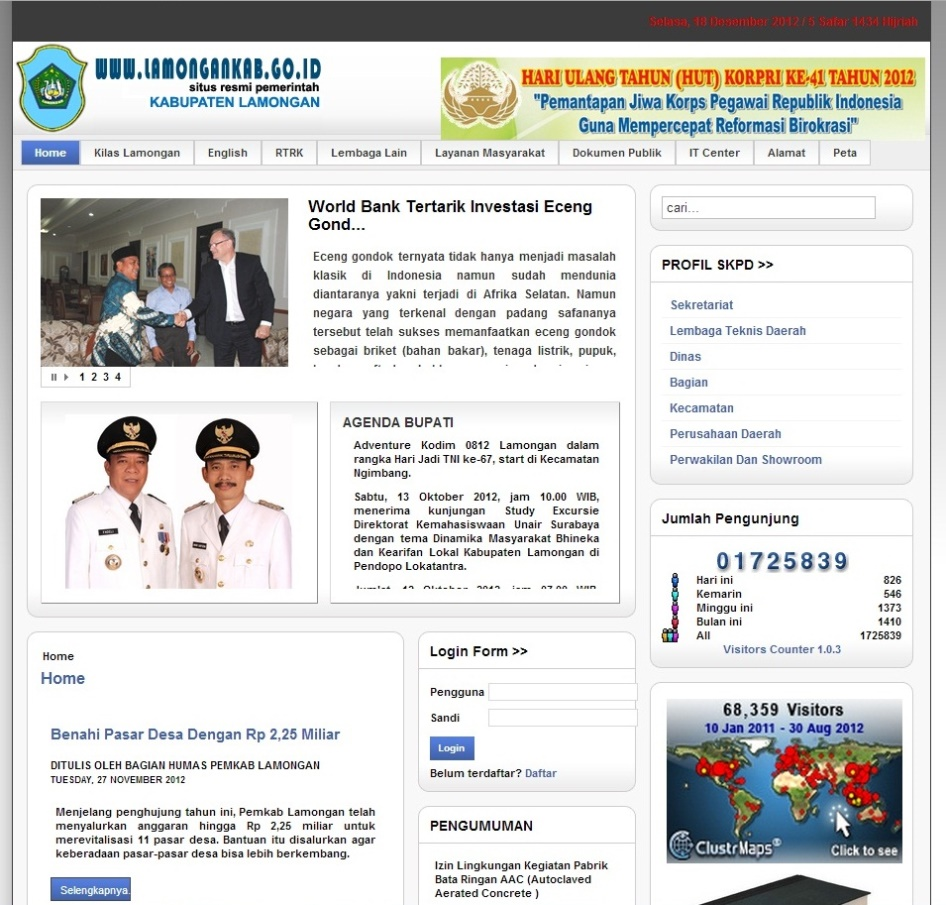 Selasa, 18 Desember 2012 / 5 Safar 1434 Hijriah
WWW.LAMONGANKAB.GO.ID
situs resmi pemerintah
KABUPATEN LAMONGAN
HARI ULANG TAHUN (HUT) KORPRI KE-41 TAHUN 2012
"Pemantapan Jiwa Korps Pegawai Republik Indonesia
Guna Mempercepat Reformasi Birokrasi"
Home Kilas Lamongan English RTRK Lembaga Lain Layanan Masyarakat Dokumen Publik IT Center Alamat Peta
World Bank Tertarik Investasi Eceng
Gond...
Eceng gondok ternyata tidak hanya menjadi masalah
klasik di Indonesia namun sudah mendunia
diantaranya yakni terjadi di Afrika Selatan. Namun
negara yang terkenal dengan padang safananya
tersebut telah sukses memanfaatkan eceng gondok
sebagai briket (bahan bakar), tenaga listrik, pupuk,
1 2 3 4
AGENDA BUPATI
Adventure Kodim 0812 Lamongan dalam
rangka Hari Jadi TNI ke-67, start di Kecamatan
Ngimbang.
Sabtu, 13 Oktober 2012, jam 10.00 WIB,
menerima kunjungan Study Excursie
Direktorat Kemahasiswaan Unair Surabaya
dengan tema Dinamika Masyarakat Bhineka
dan Kearifan Lokal Kabupaten Lamongan di
Pendopo Lokatantra.
cari...
PROFIL SKPD >>
Sekretariat
Lembaga Teknis Daerah
Dinas
Bagian
Kecamatan
Perusahaan Daerah
Perwakilan Dan Showroom
Jumlah Pengunjung
01725839
Hari ini 826
Kemarin 546
Minggu ini 1373
Bulan ini 1410
All 1725839
Visitors Counter 1.0.3
Home
Home
Benahi Pasar Desa Dengan Rp 2,25 Miliar
DITULIS OLEH BAGIAN HUMAS PEMKAB LAMONGAN
TUESDAY, 27 NOVEMBER 2012
Menjelang penghujung tahun ini, Pemkab Lamongan telah
menyalurkan anggaran hingga Rp 2,25 miliar untuk
merevitalisasi 11 pasar desa. Bantuan itu disalurkan agar
keberadaan pasar-pasar desa bisa lebih berkembang.
Selengkapnya.
Login Form >>
Pengguna
Sandi
Login
Belum terdaftar? Daftar
PENGUMUMAN
Izin Lingkungan Kegiatan Pabrik
Bata Ringan AAC (Autoclaved
Aerated Concrete )
68,359 Visitors
10 Jan 2011 - 30 Aug 2012
ClustrMaps®
Click to see